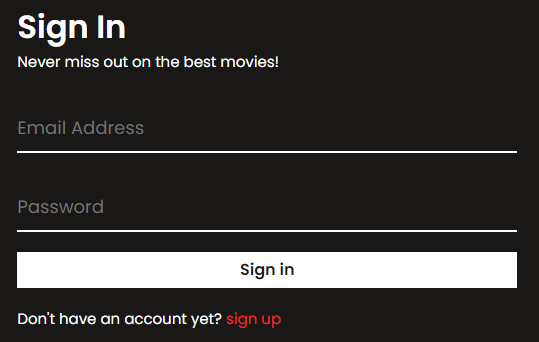 Sign In
Never miss out on the best movies!
Email Address
Password
Sign in
Don't have an account yet? sign up